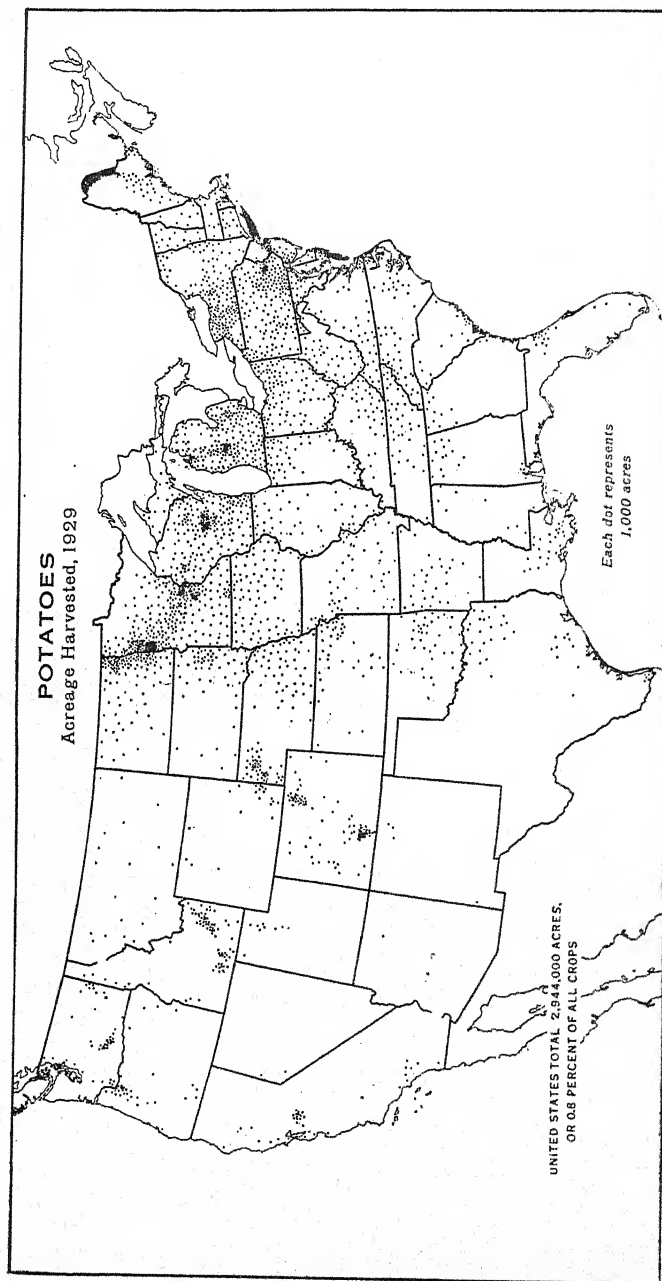 POTATOES
Acreage Harvested, 1929
Each dot represents
1,000 acres
UNITED STATES TOTAL 2,944,000 ACRES,
OR 0.8 PERCENT OF ALL CROPS